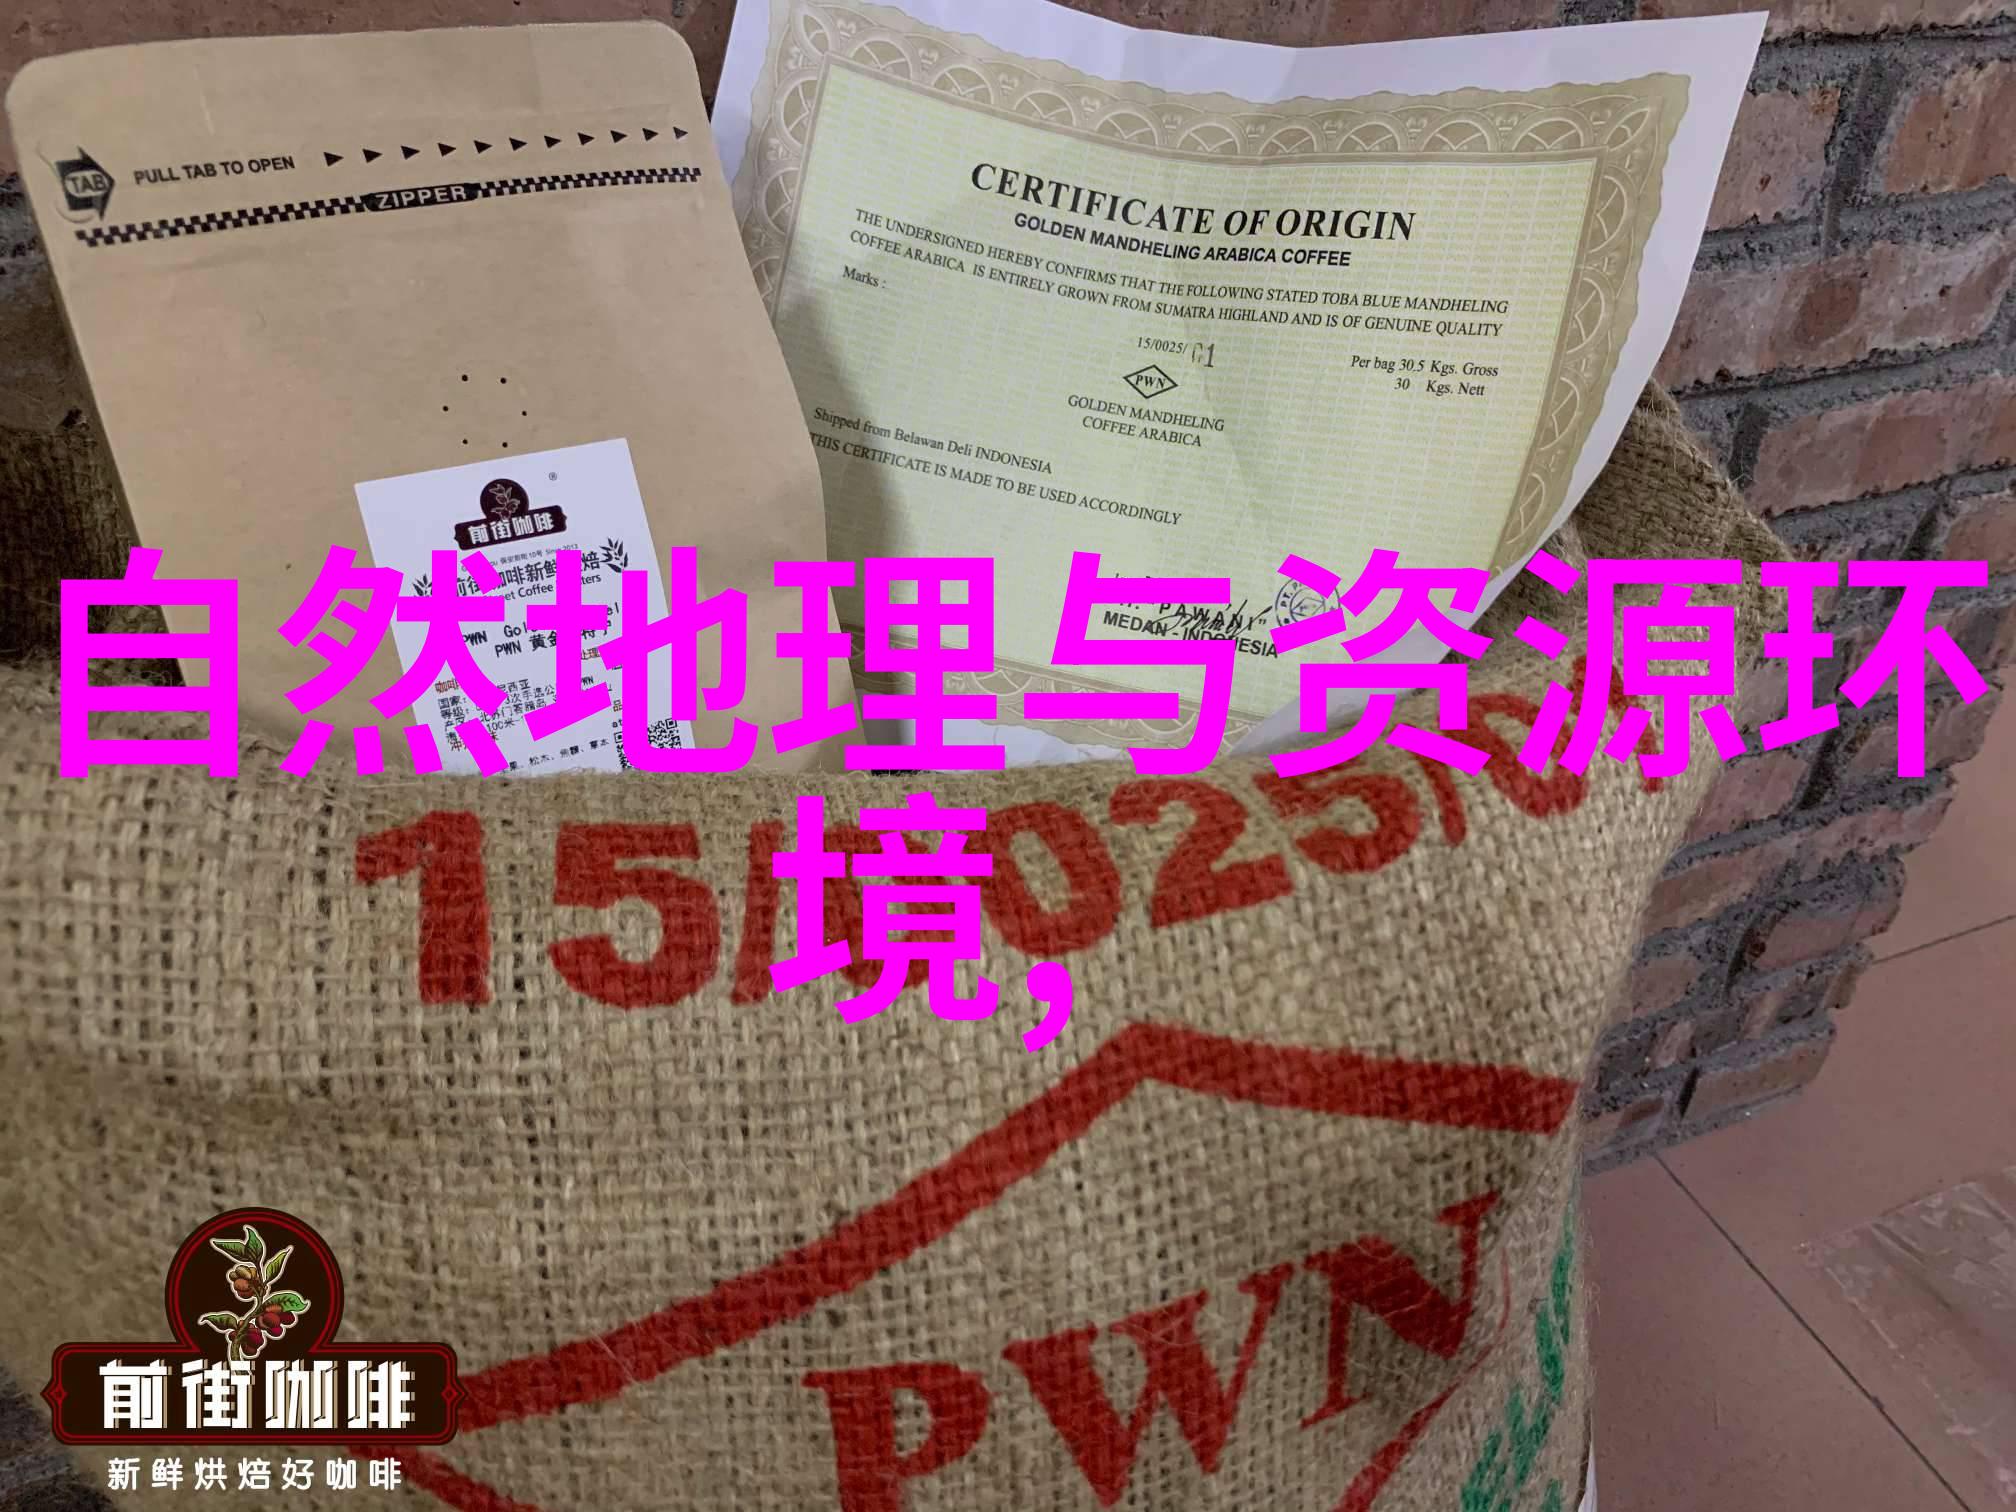 TAB
PULL TAB TO OPEN
ZIPPER
前街咖啡
CERTIFICATE OF ORIGIN
GOLDEN MANDHELING ARABICA COFFEE
THE UNDERSIGNED HEREBY CONFIRMS THAT THE FOLLOWING STATED TOBA BLUE MANDHELING
COFFEE ARABICA IS ENTIRELY GROWN FROM SUMATRA HIGHLAND AND IS OF GENUINE QUALITY
Marks :
15/0025/
Per bag 30.5 Kgs. Gross
30 Kgs. Nett
PWN
GOLDEN MANDHELING
COFFEE ARABICA
Shipped from Belawan Deli INDONESIA
THIS CERTIFICATE IS MADE TO BE USED ACCORDINGLY
MEDAN - INDONESIA
自然地理与资源环
境,
15/0025/01
PWN
前街咖啡
新鲜烘焙好咖啡